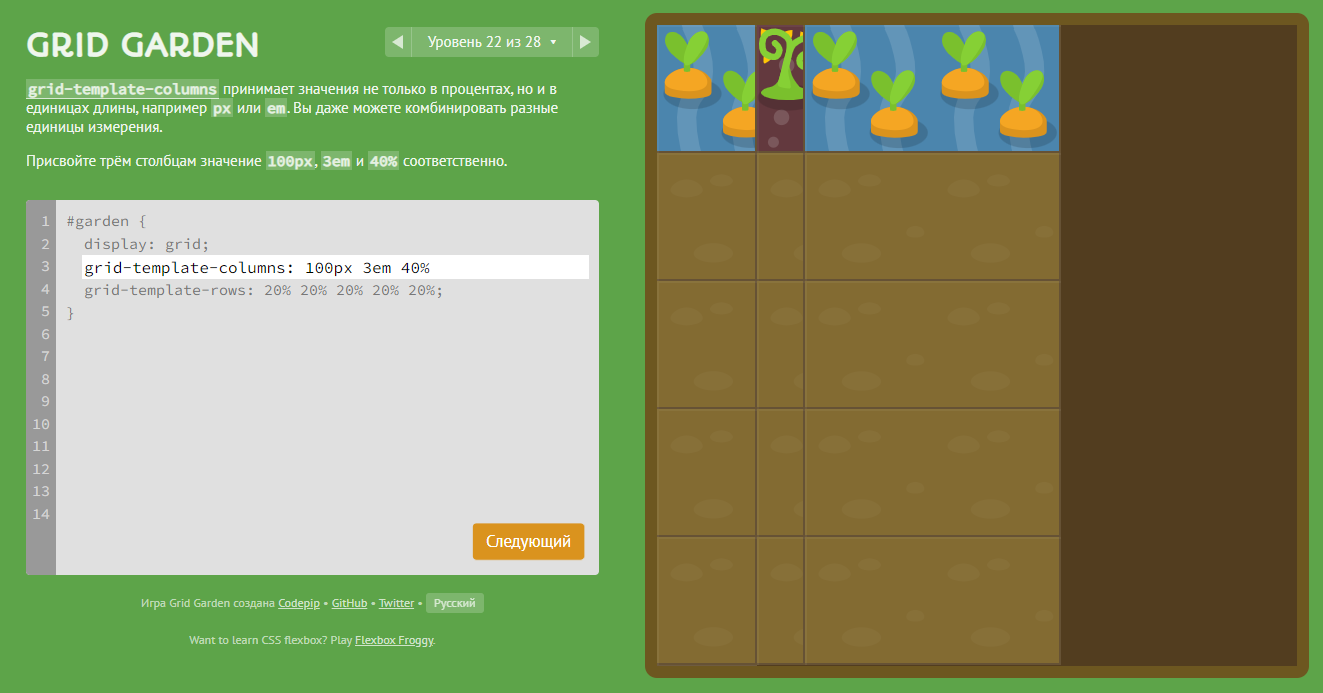 GRID GARDEN
Уровень 22 из 28
grid-template-columns принимает значения не только в процентах, но и в
единицах длины, например px или em. Вы даже можете комбинировать разные
единицы измерения.
Присвойте трём столбцам значение 100px, 3em и 40% соответственно.
1 #garden {
2 display: grid;
3 grid-template-columns: 100px 3em 40%
4 grid-template-rows: 20% 20% 20% 20% 20%;
5 }
6
7
8
9
10
11
12
13
14
Следующий
Игра Grid Garden создана Codepip • GitHub • Twitter • Русский
Want to learn CSS flexbox? Play Flexbox Froggy.